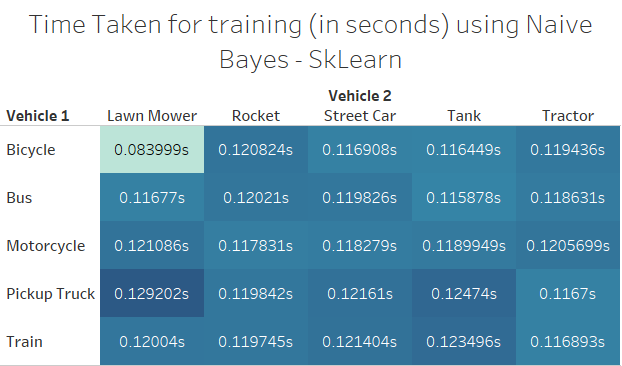 Time Taken for training (in seconds) using Naive
Bayes - SkLearn
Vehicle 2
Vehicle 1 Lawn Mower Rocket Street Car Tank Tractor
Bicycle 0.083999s 0.120824s 0.116908s 0.116449s 0.119436s
Bus 0.11677s 0.12021s 0.119826s 0.115878s 0.118631s
Motorcycle 0.121086s 0.117831s 0.118279s 0.1189949s 0.1205699s
Pickup Truck 0.129202s 0.119842s 0.12161s 0.12474s 0.1167s
Train 0.12004s 0.119745s 0.121404s 0.123496s 0.116893s